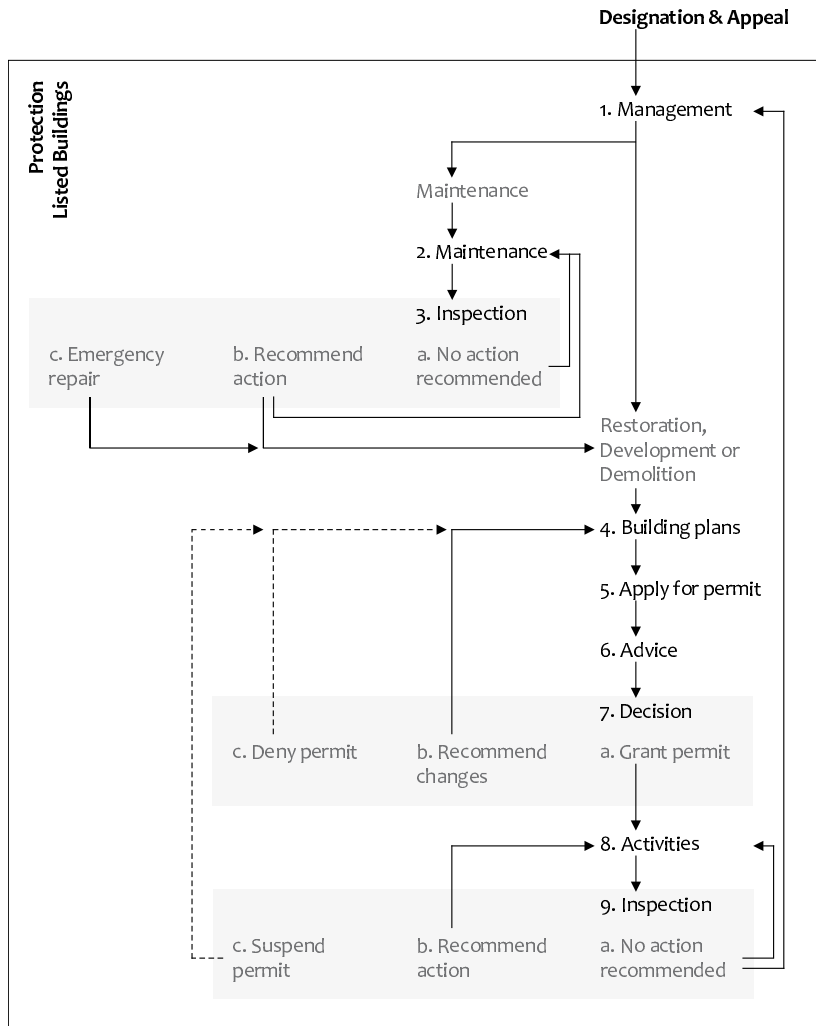 Designation & Appeal
Protection
Listed Buildings
1. Management
Maintenance
2. Maintenance
3. Inspection
c. Emergency
repair
b. Recommend
action
a. No action
recommended
Restoration,
Development or
Demolition
4. Building plans
5. Apply for permit
6. Advice
7. Decision
c. Deny permit
b. Recommend
changes
a. Grant permit
8. Activities
9. Inspection
c. Suspend
permit
b. Recommend
action
a. No action
recommended